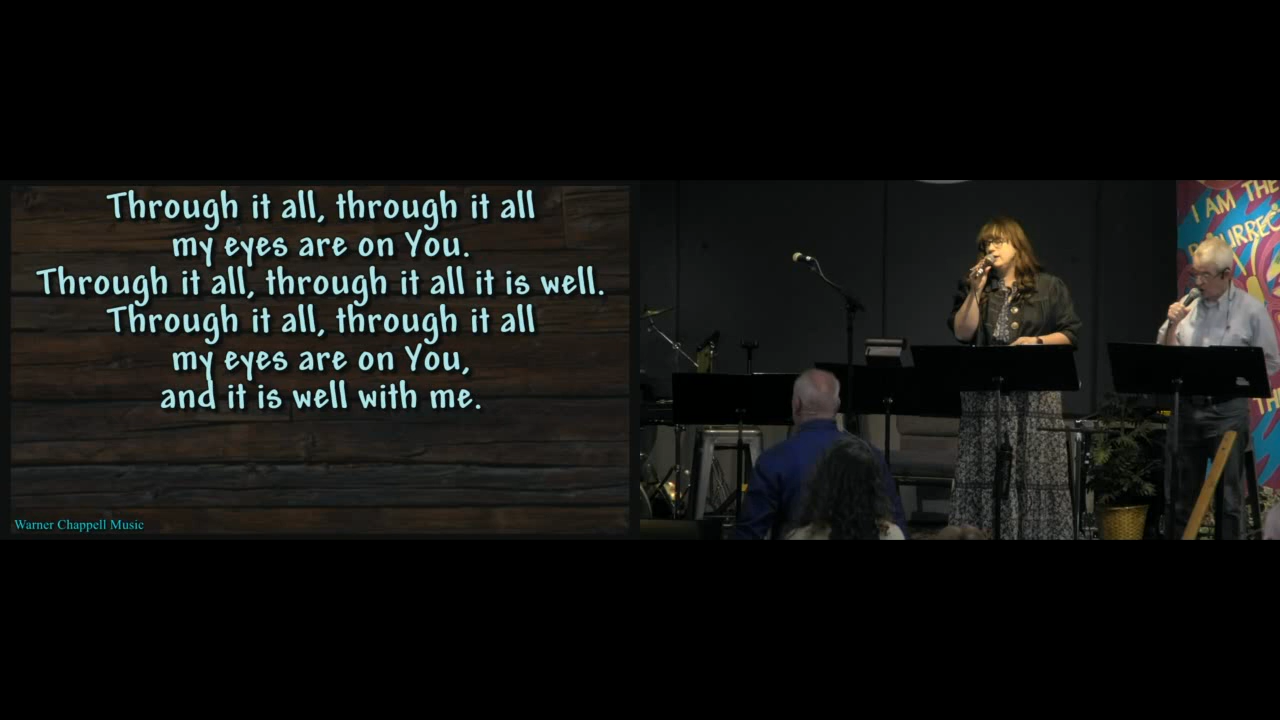 Through it all, through it all
my eyes are on You.
Through it all, through it all it is well.
Through it all, through it all
my eyes are on You,
and it is well with me.
Warner Chappell Music
I AM THE